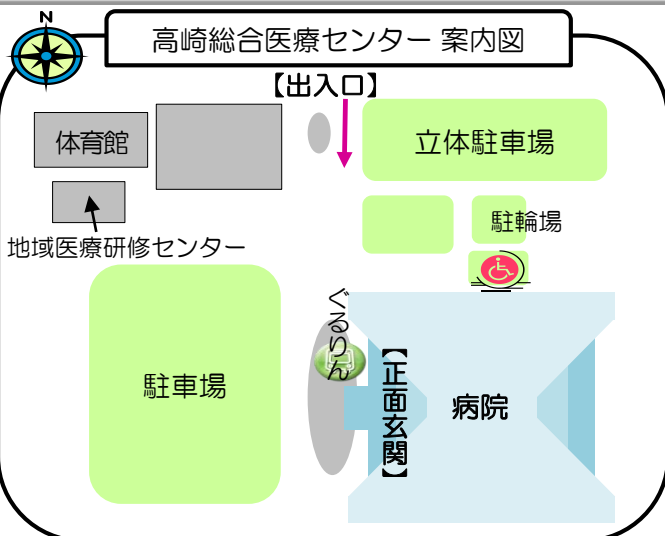 N
高崎総合医療センター 案内図
【出入口】
体育館
立体駐車場
駐輪場
地域医療研修センター
ぐるりん
駐車場
【正面玄関】
病院